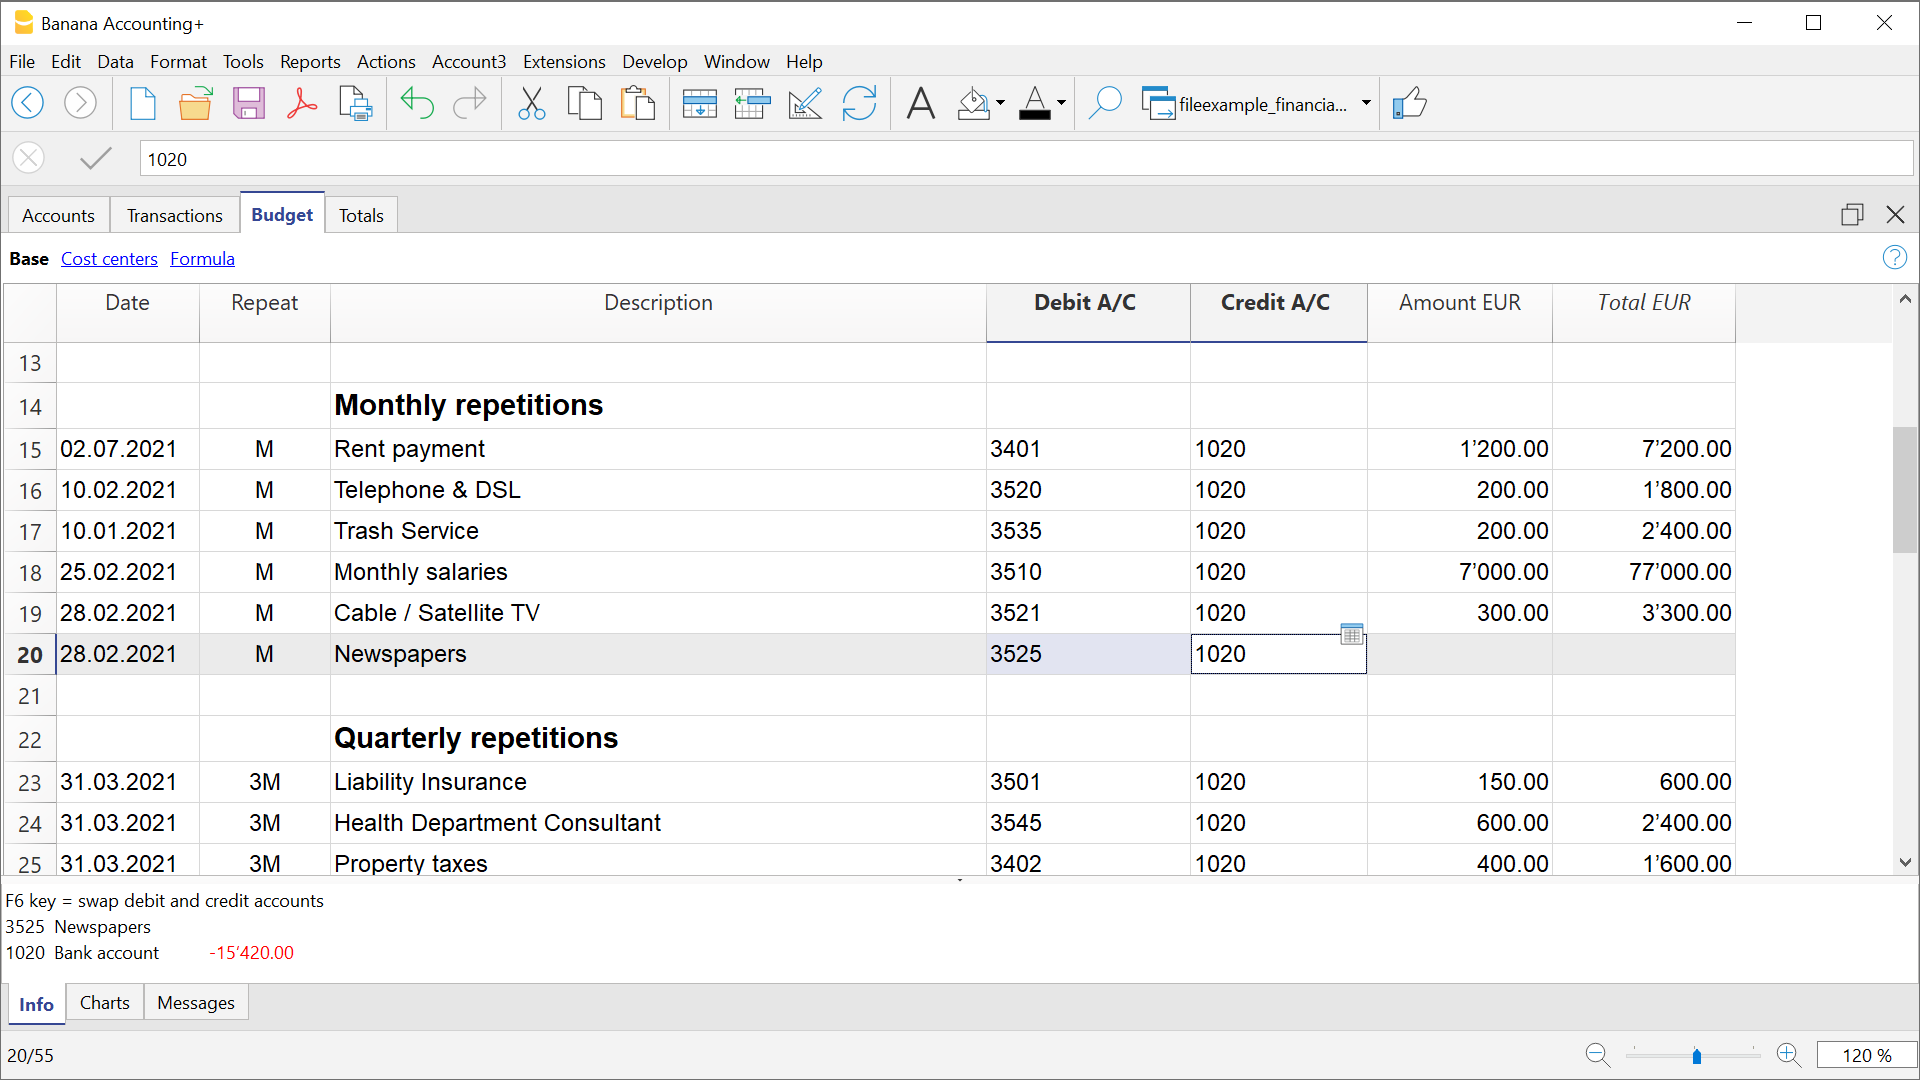 Banana Accounting+
File Edit Data Format Tools Reports Actions Account3 Extensions Develop Window Help
fileexample_financia...
1020
Accounts Transactions Budget Totals
Base Cost centers Formula
Date Repeat Description Debit A/C Credit A/C Amount EUR Total EUR
13
14 Monthly repetitions
15 02.07.2021 M Rent payment 3401 1020 1’200.00 7’200.00
16 10.02.2021 M Telephone & DSL 3520 1020 200.00 1’800.00
17 10.01.2021 M Trash Service 3535 1020 200.00 2’400.00
18 25.02.2021 M Monthly salaries 3510 1020 7’000.00 77’000.00
19 28.02.2021 M Cable / Satellite TV 3521 1020 300.00 3’300.00
20 28.02.2021 M Newspapers 3525 1020
21
22 Quarterly repetitions
23 31.03.2021 3M Liability Insurance 3501 1020 150.00 600.00
24 31.03.2021 3M Health Department Consultant 3545 1020 600.00 2’400.00
25 31.03.2021 3M Property taxes 3402 1020 400.00 1’600.00
F6 key = swap debit and credit accounts
3525 Newspapers
1020 Bank account -15’420.00
Info Charts Messages
20/55 120 %